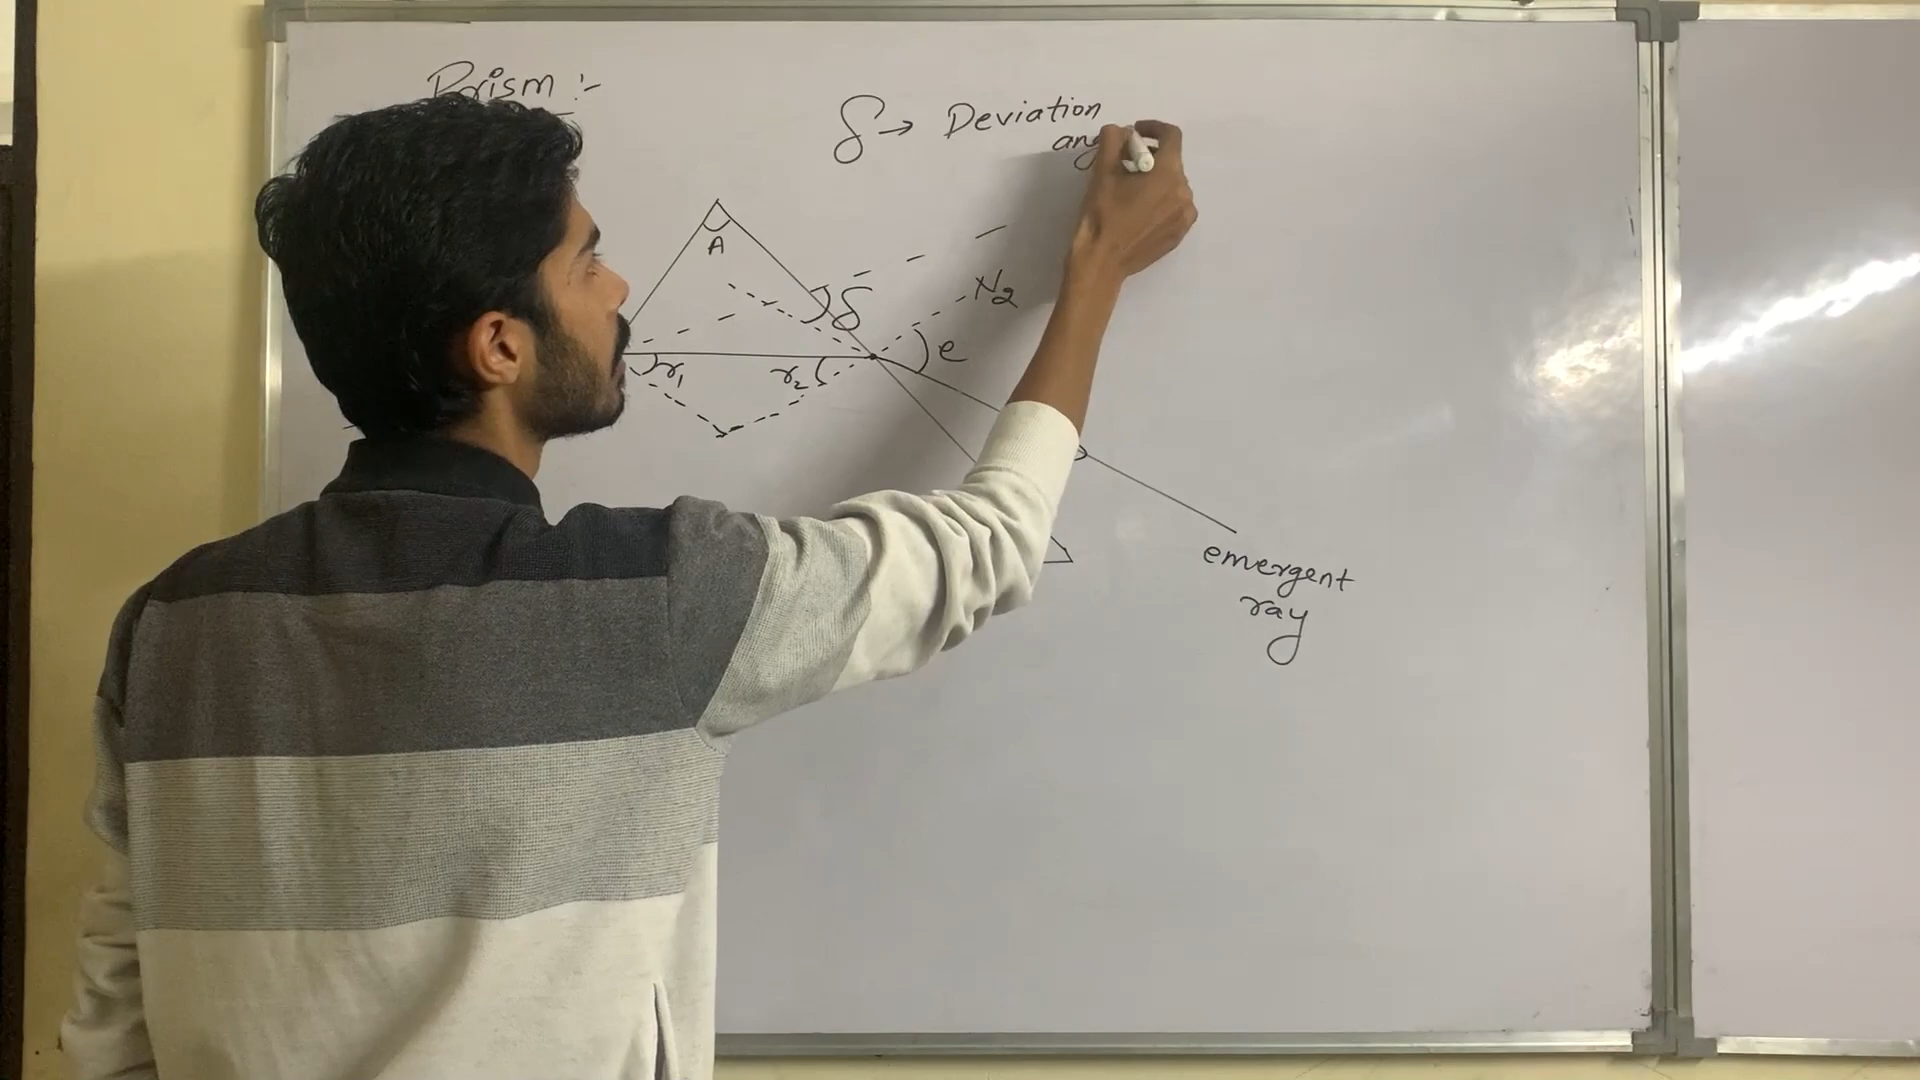 Prism :-
δ → Deviation
ang
A
δ
N2
e
r1
r2
emergent
ray